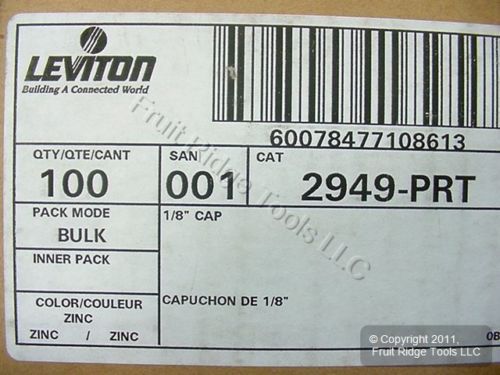 LEVITON
Building A Connected World
60078477108613
QTY/QTE/CANT
100
SAN
001
CAT
2949-PRT
PACK MODE
BULK
1/8" CAP
INNER PACK
COLOR/COULEUR
ZINC
ZINC / ZINC
CAPUCHON DE 1/8"
OB
Fruit Ridge Tools LLC
© Copyright 2011,
Fruit Ridge Tools LLC